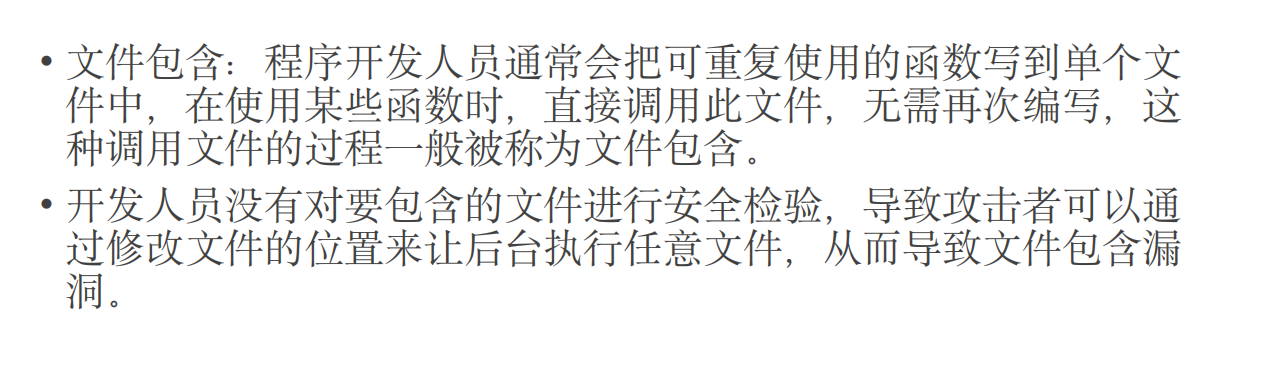 • 文件包含：程序开发人员通常会把可重复使用的函数写到单个文
件中，在使用某些函数时，直接调用此文件，无需再次编写，这
种调用文件的过程一般被称为文件包含。
• 开发人员没有对要包含的文件进行安全检验，导致攻击者可以通
过修改文件的位置来让后台执行任意文件，从而导致文件包含漏
洞。